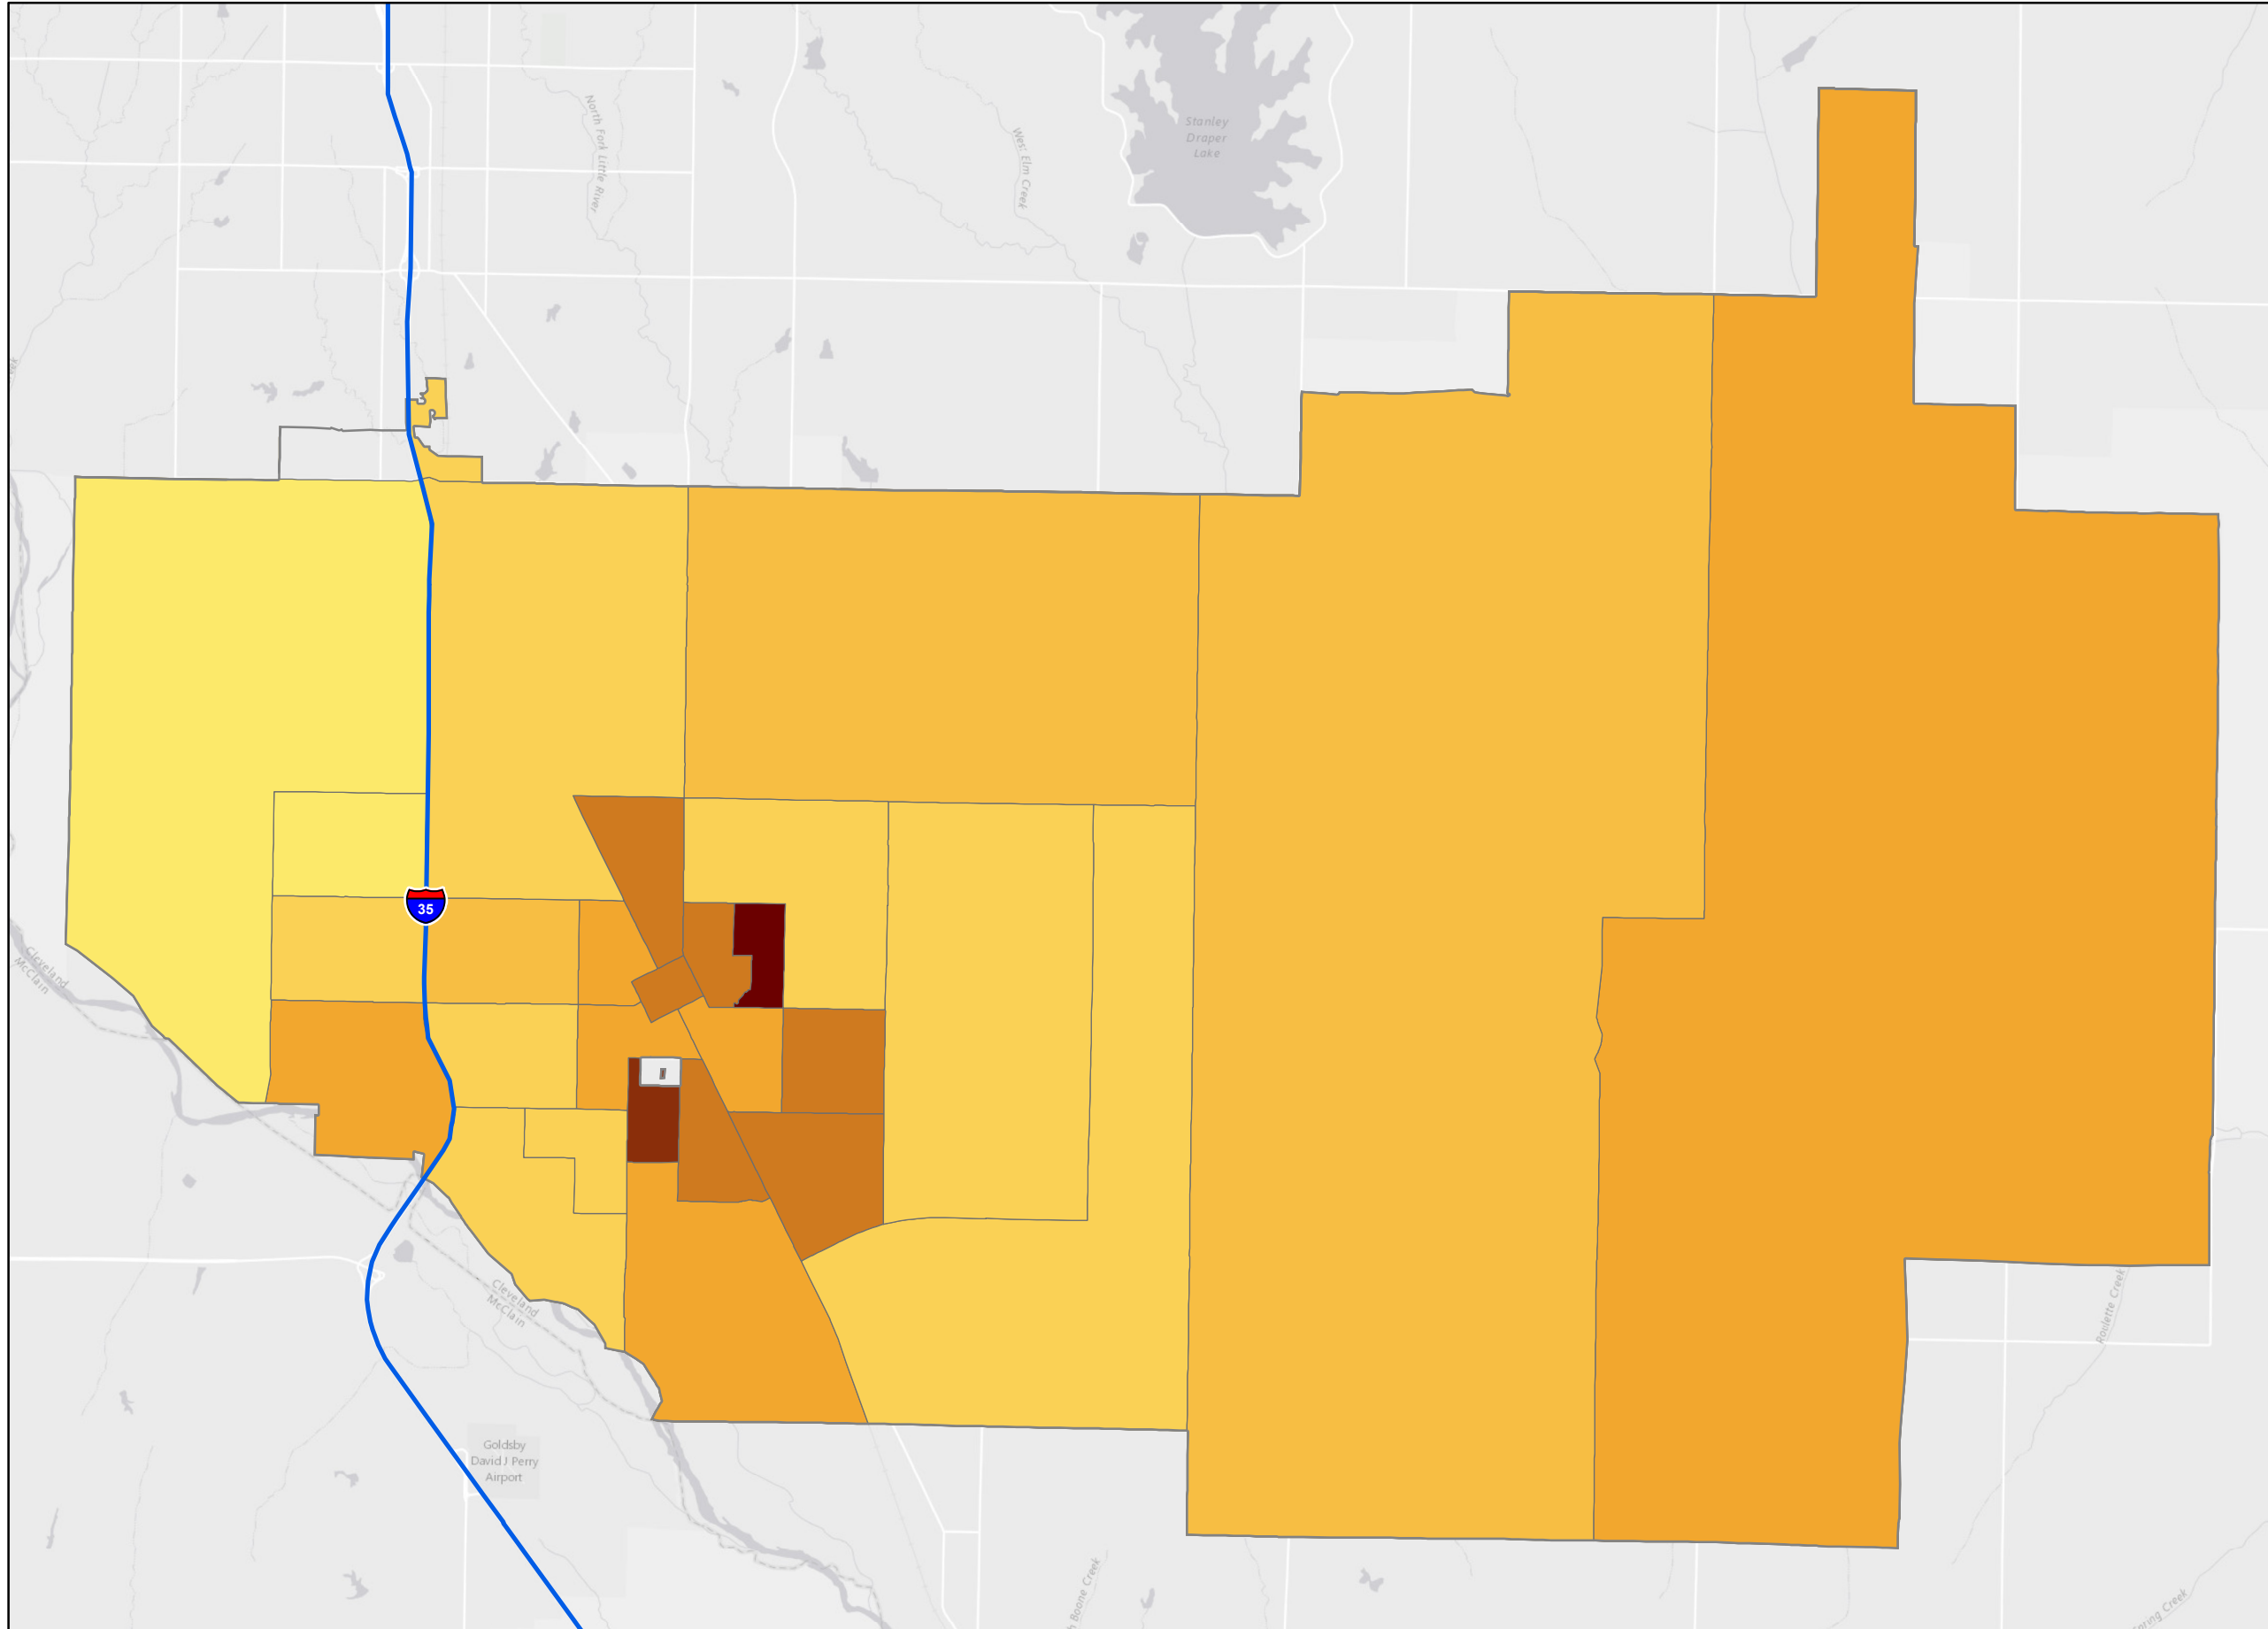 North Fork Little River
West Elm Creek
Stanley
Draper
Lake
35
Cleveland
McClain
Cleveland
McClain
Roulette Creek
Goldsby
David J Perry
Airport
Boone Creek
Creek